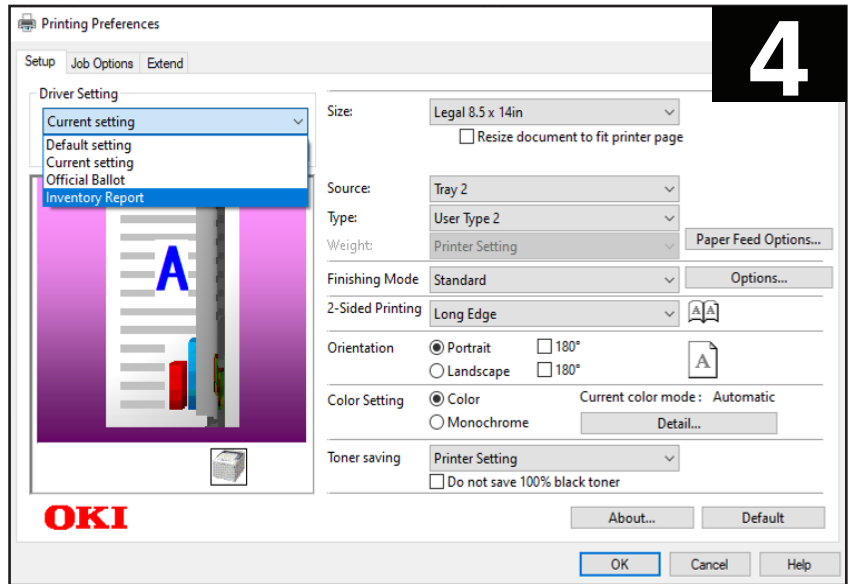 Printing Preferences
4
Setup Job Options Extend
Driver Setting
Current setting
Default setting
Current setting
Official Ballot
Inventory Report
A
Size: Legal 8.5 x 14in
Resize document to fit printer page
Source: Tray 2
Type: User Type 2
Weight: Printer Setting Paper Feed Options...
Finishing Mode Standard Options...
2-Sided Printing Long Edge AA
Orientation Portrait 180°
Landscape 180°
A
Color Setting Color Current color mode : Automatic
Monochrome Detail...
Toner saving Printer Setting
Do not save 100% black toner
OKI
About... Default
OK Cancel Help